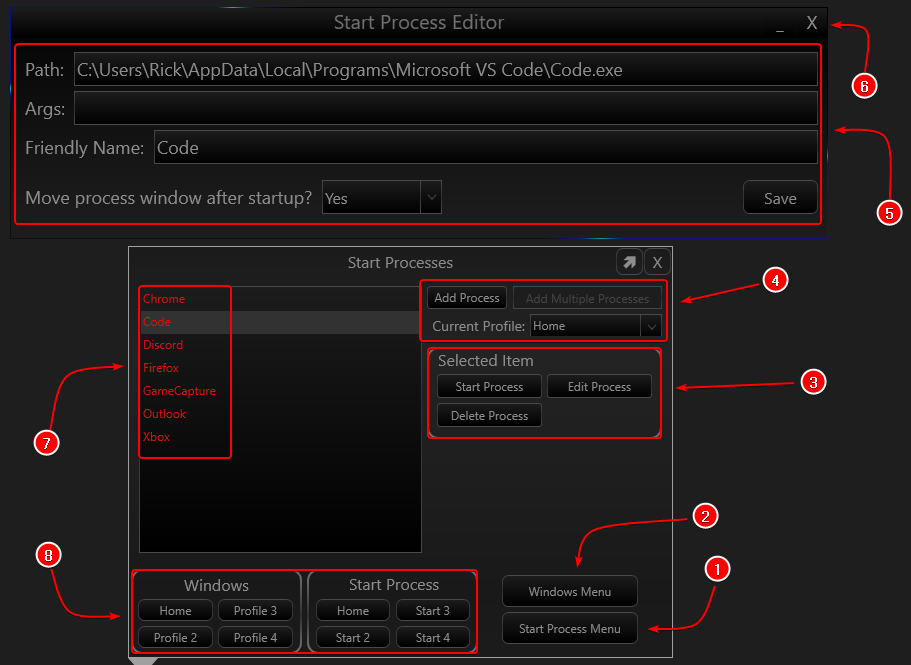 Start Process Editor
_ X
Path: C:\Users\Rick\AppData\Local\Programs\Microsoft VS Code\Code.exe
6
Args:
Friendly Name: Code
5
Move process window after startup? Yes
Save
Start Processes
X
4
Chrome
Add Process
Add Multiple Processes
Code
Current Profile: Home
Discord
Selected Item
Firefox
3
Start Process
Edit Process
GameCapture
Outlook
Delete Process
Xbox
7
2
8
1
Windows
Start Process
Windows Menu
Home
Profile 3
Home
Start 3
Start Process Menu
Profile 2
Profile 4
Start 2
Start 4